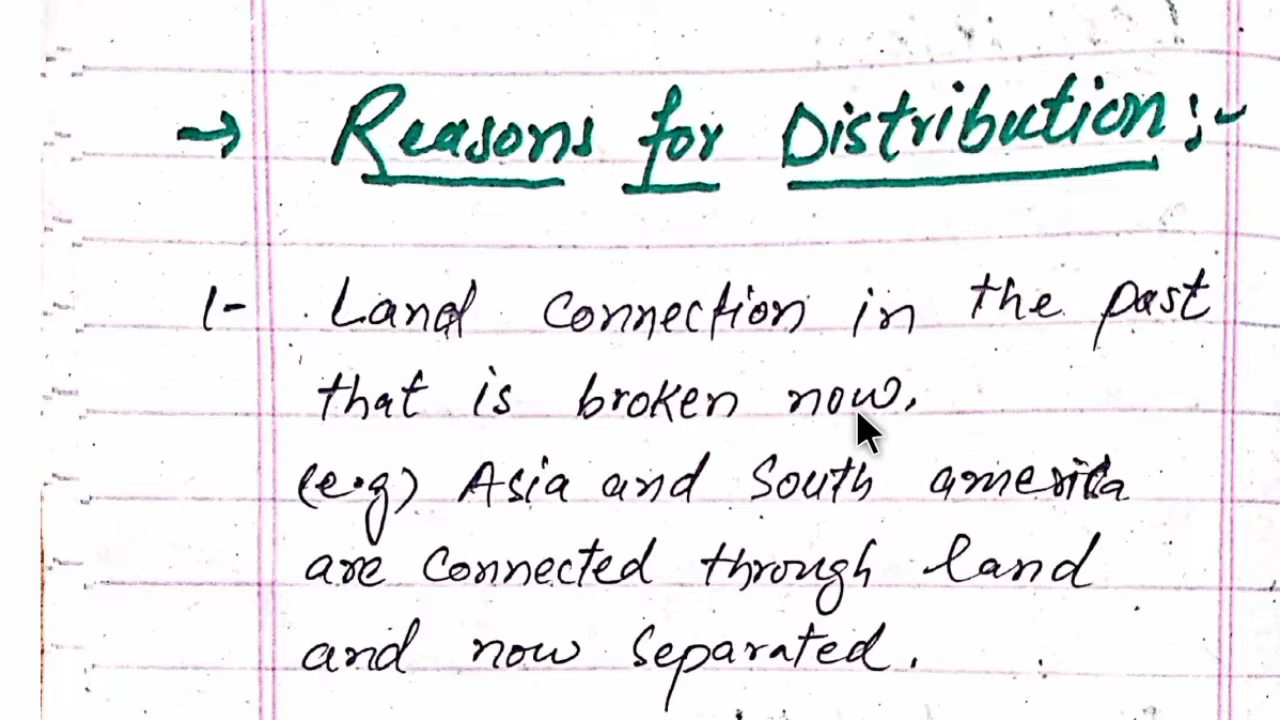 → Reasons for Distribution :-
1- Land connection in the past
that is broken now.
(e.g) Asia and South america
are connected through land
and now separated.